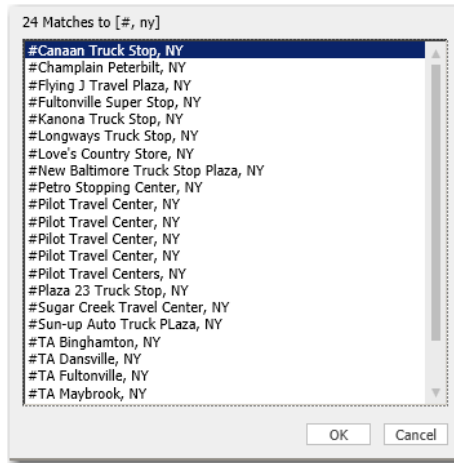 24 Matches to [#, ny]
#Canaan Truck Stop, NY
#Champlain Peterbilt, NY
#Flying J Travel Plaza, NY
#Fultonville Super Stop, NY
#Kanona Truck Stop, NY
#Longways Truck Stop, NY
#Love's Country Store, NY
#New Baltimore Truck Stop Plaza, NY
#Petro Stopping Center, NY
#Pilot Travel Center, NY
#Pilot Travel Center, NY
#Pilot Travel Center, NY
#Pilot Travel Center, NY
#Pilot Travel Centers, NY
#Plaza 23 Truck Stop, NY
#Sugar Creek Travel Center, NY
#Sun-up Auto Truck PLaza, NY
#TA Binghamton, NY
#TA Dansville, NY
#TA Fultonville, NY
#TA Maybrook, NY
OK Cancel